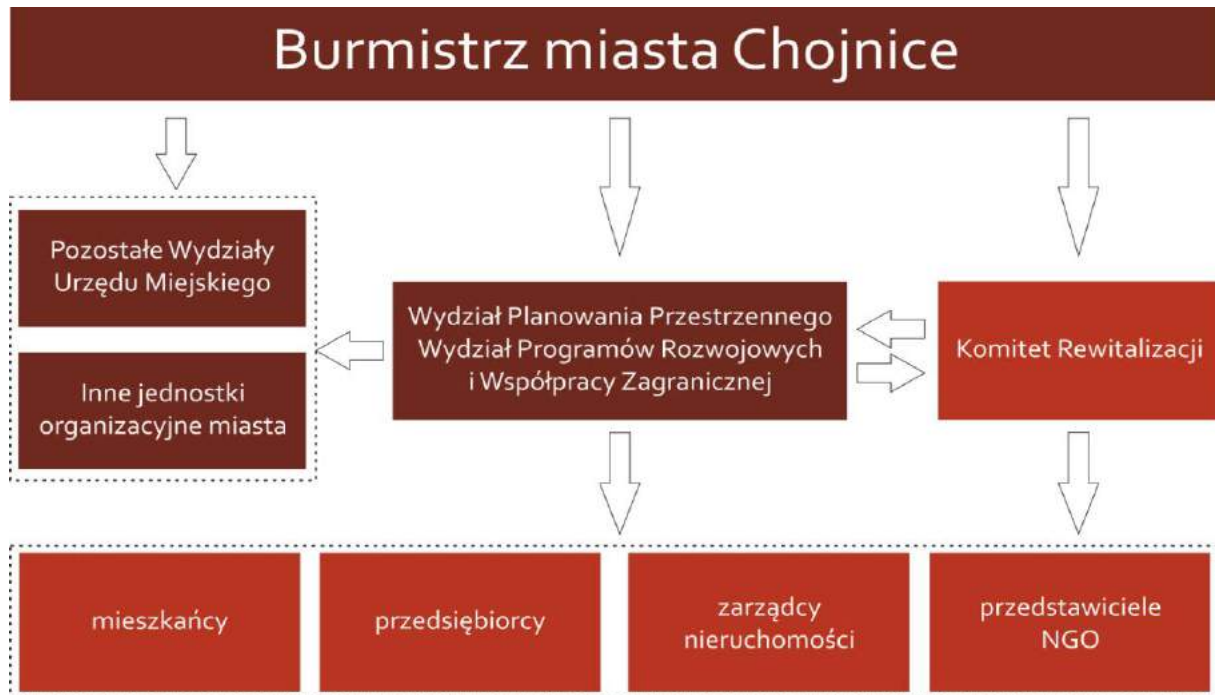 Burmistrz miasta Chojnice
Pozostałe Wydziały
Urzędu Miejskiego
Inne jednostki
organizacyjne miasta
Wydział Planowania Przestrzennego
Wydział Programów Rozwojowych
i Współpracy Zagranicznej
Komitet Rewitalizacji
mieszkańcy
przedsiębiorcy
zarządcy
nieruchomości
przedstawiciele
NGO